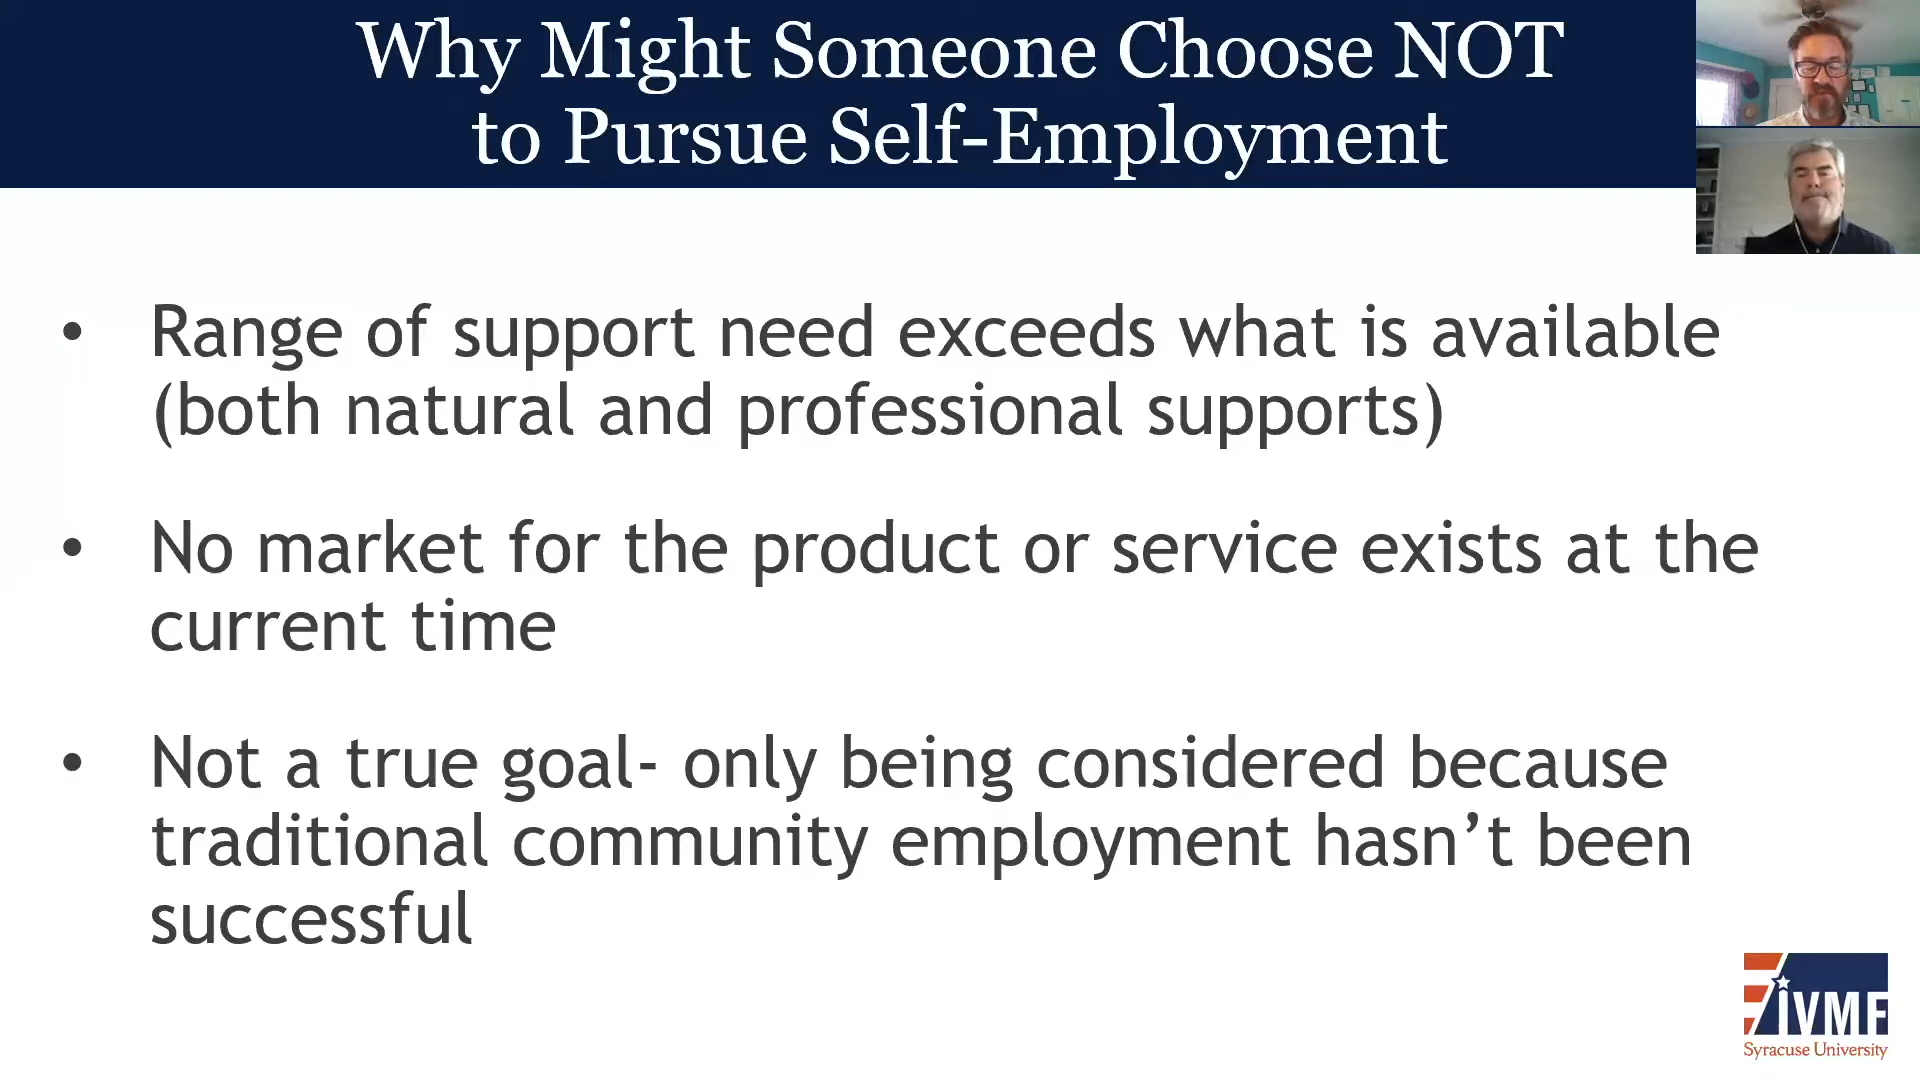 Why Might Someone Choose NOT
to Pursue Self-Employment
• Range of support need exceeds what is available
(both natural and professional supports)
• No market for the product or service exists at the
current time
• Not a true goal- only being considered because
traditional community employment hasn’t been
successful
IVMF
Syracuse University